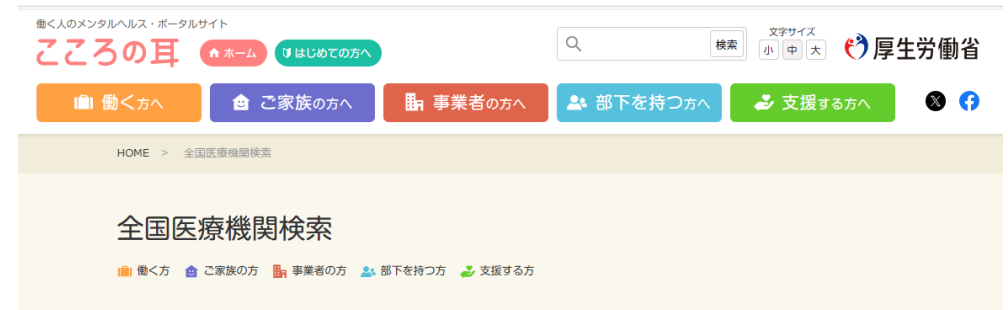 働く人のメンタルヘルス・ポータルサイト
こころの耳 ホーム はじめての方へ
検索
文字サイズ
小 中 大
厚生労働省
働く方へ ご家族の方へ 事業者の方へ 部下を持つ方へ 支援する方へ
HOME > 全国医療機関検索
全国医療機関検索
働く方 ご家族の方 事業者の方 部下を持つ方 支援する方